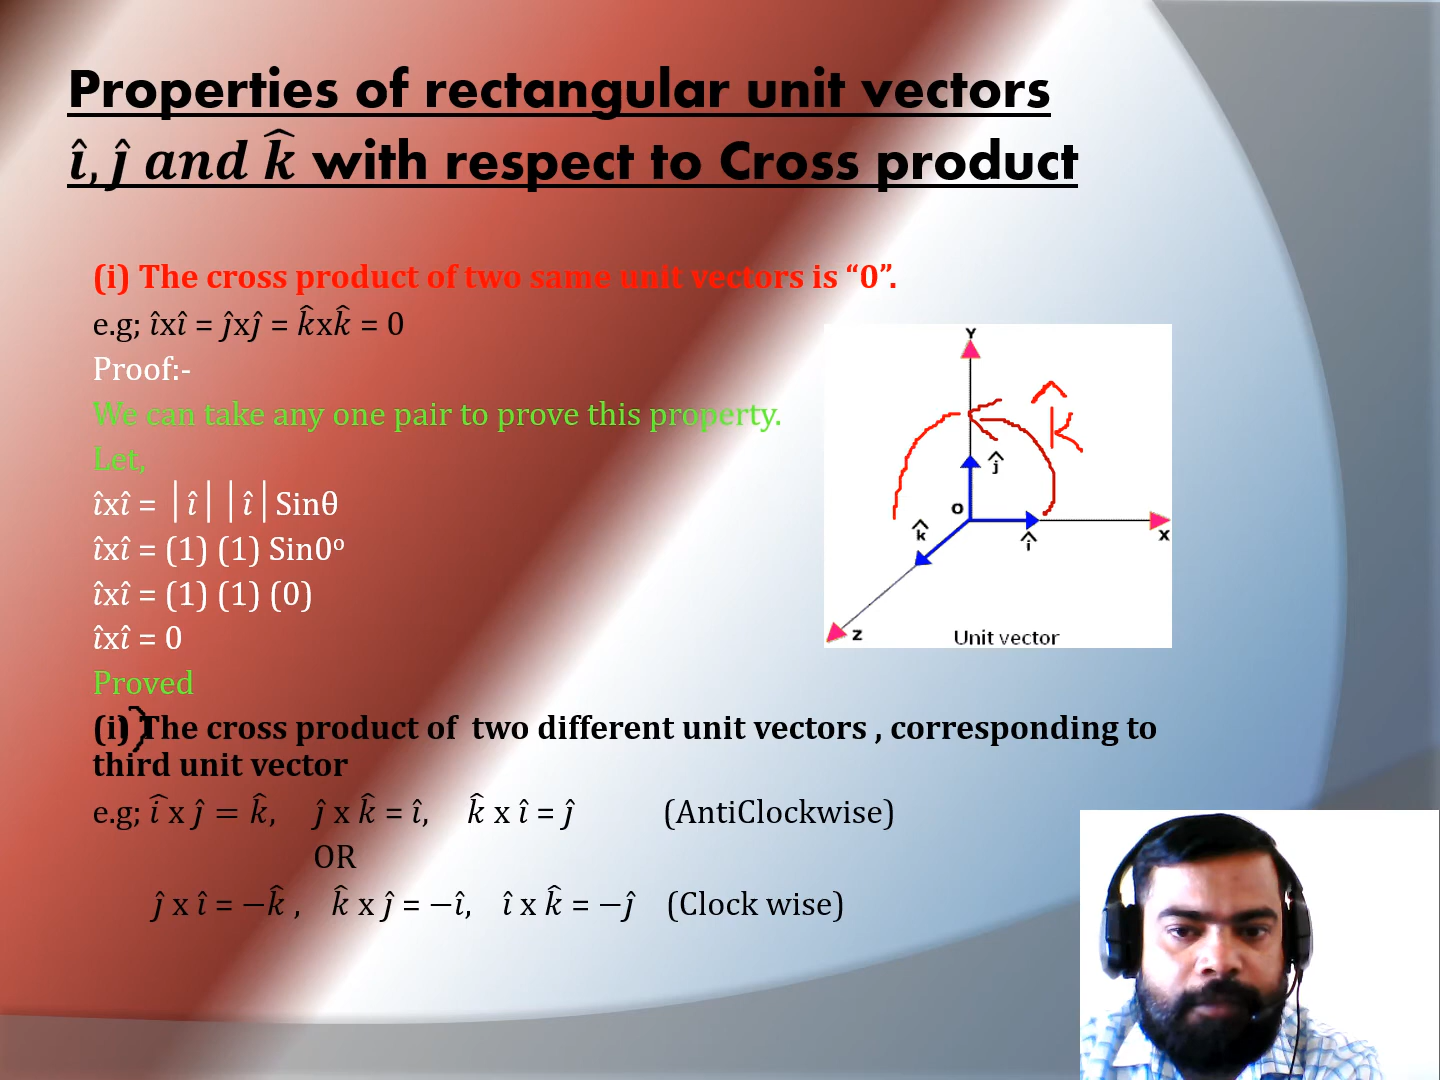 Properties of rectangular unit vectors
î, ĵ and k̂ with respect to Cross product
(i) The cross product of two same unit vectors is “0”.
e.g; îxî = ĵxĵ = k̂xk̂ = 0
Proof:-
We can take any one pair to prove this property.
Let,
îxî = |î| |î|Sinθ
îxî = (1) (1) Sin0º
îxî = (1) (1) (0)
îxî = 0
Proved
(ii) The cross product of two different unit vectors , corresponding to
third unit vector
e.g; î x ĵ = k̂, ĵ x k̂ = î, k̂ x î = ĵ (AntiClockwise)
OR
ĵ x î = −k̂ , k̂ x ĵ = −î, î x k̂ = −ĵ (Clock wise)
Y
k̂
ĵ
O
k̂
î
X
Z
Unit vector